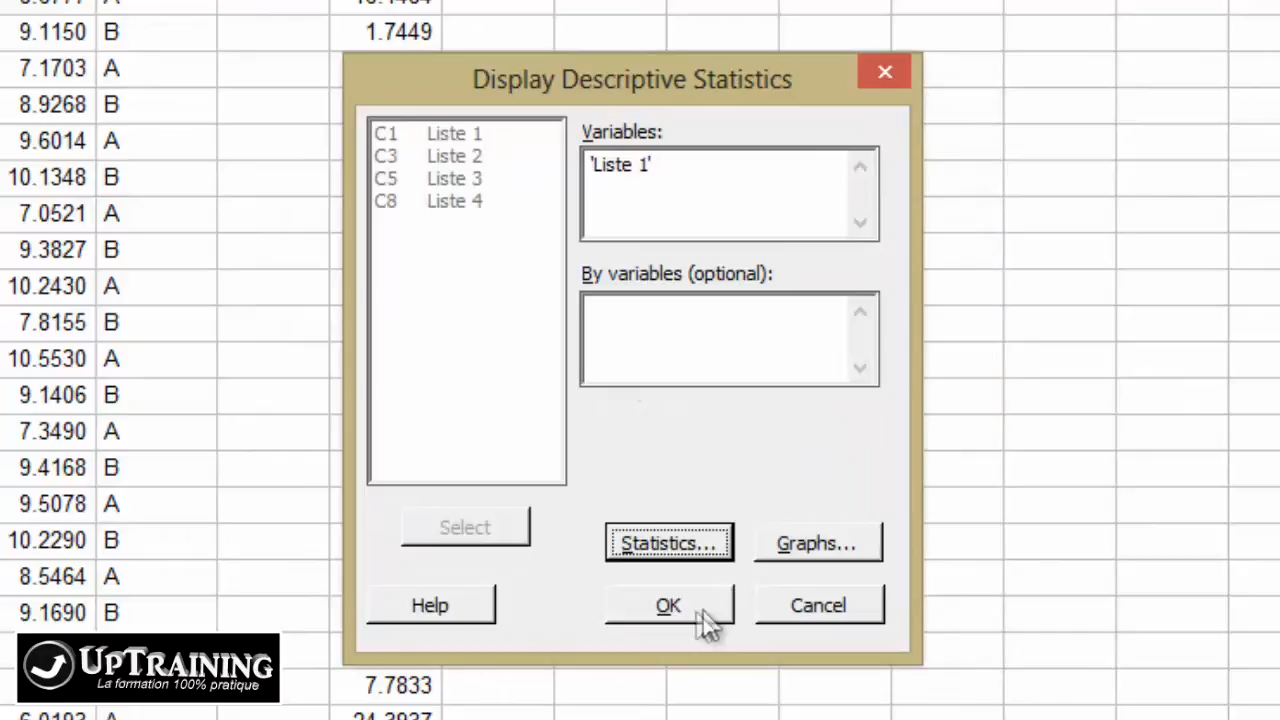 9.1150 B 1.7449
7.1703 A
8.9268 B
9.6014 A
10.1348 B
7.0521 A
9.3827 B
10.2430 A
7.8155 B
10.5530 A
9.1406 B
7.3490 A
9.4168 B
9.5078 A
10.2290 B
8.5464 A
9.1690 B
7.7833
Display Descriptive Statistics
C1 Liste 1
C3 Liste 2
C5 Liste 3
C8 Liste 4
Variables:
'Liste 1'
By variables (optional):
Select
Statistics... Graphs...
Help OK Cancel
UPTRAINING
La formation 100% pratique